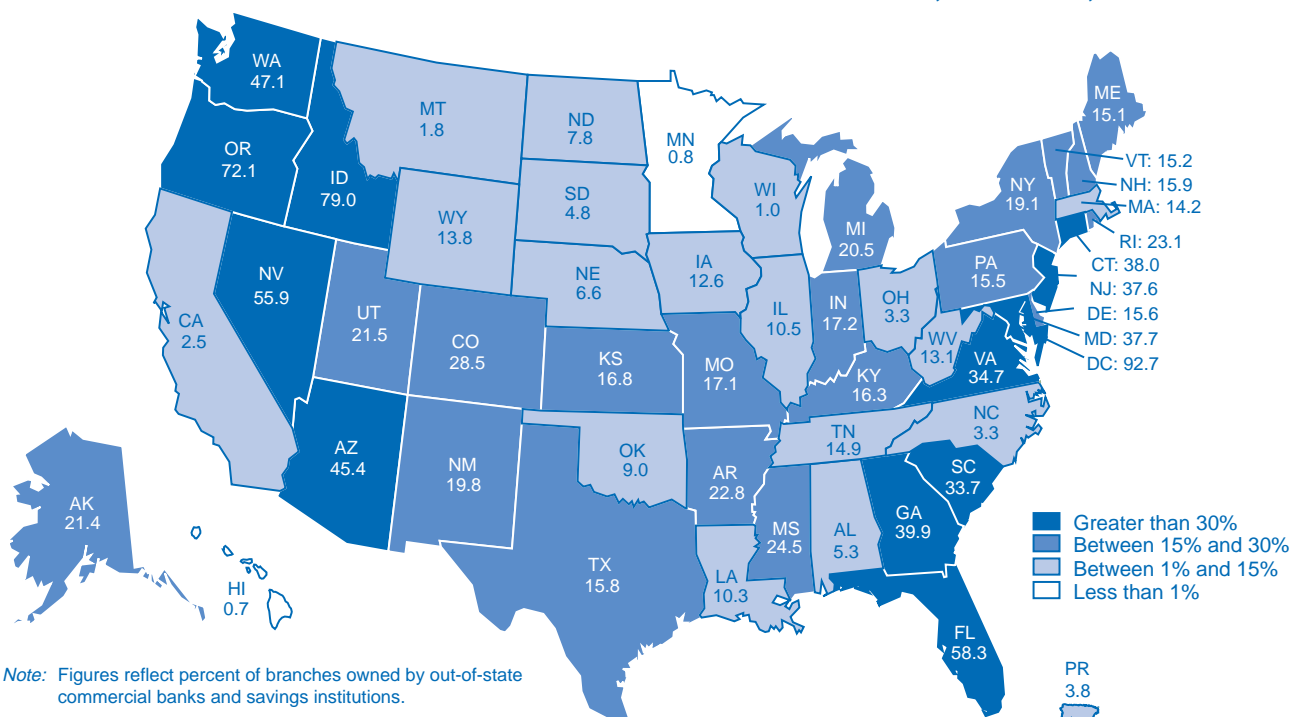 WA
47.1
MT
1.8
ND
7.8
MN
0.8
ME
15.1
OR
72.1
ID
79.0
SD
4.8
WI
1.0
WY
13.8
MI
20.5
NY
19.1
VT: 15.2
NH: 15.9
MA: 14.2
RI: 23.1
CT: 38.0
NJ: 37.6
DE: 15.6
MD: 37.7
DC: 92.7
NV
55.9
UT
21.5
CA
2.5
NE
6.6
IA
12.6
IL
10.5
IN
17.2
OH
3.3
PA
15.5
WV
13.1
VA
34.7
CO
28.5
KS
16.8
MO
17.1
KY
16.3
NC
3.3
TN
14.9
AZ
45.4
NM
19.8
OK
9.0
AR
22.8
SC
33.7
GA
39.9
AL
5.3
MS
24.5
AK
21.4
HI
0.7
TX
15.8
LA
10.3
FL
58.3
Greater than 30%
Between 15% and 30%
Between 1% and 15%
Less than 1%
PR
3.8
Note: Figures reflect percent of branches owned by out-of-state
commercial banks and savings institutions.